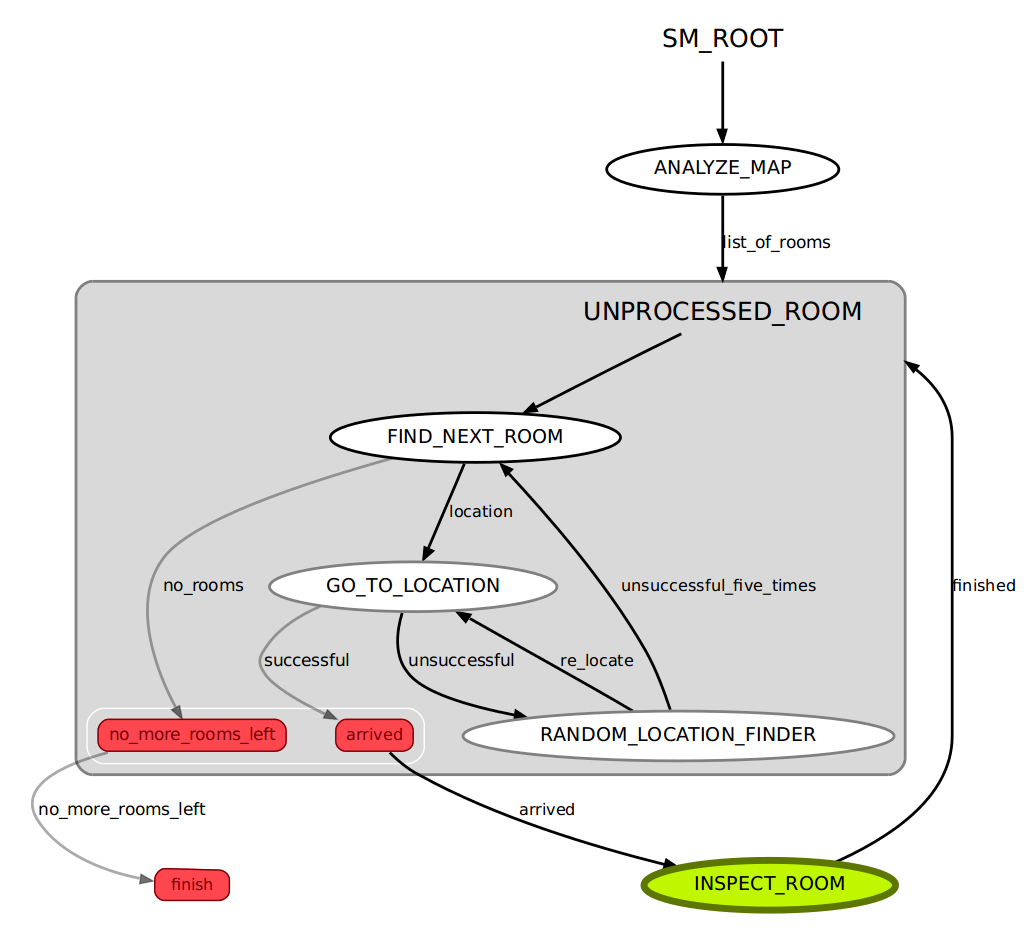 SM_ROOT
ANALYZE_MAP
list_of_rooms
UNPROCESSED_ROOM
FIND_NEXT_ROOM
location
no_rooms
GO_TO_LOCATION
unsuccessful_five_times
finished
successful
unsuccessful
re_locate
no_more_rooms_left
arrived
RANDOM_LOCATION_FINDER
no_more_rooms_left
arrived
finish
INSPECT_ROOM